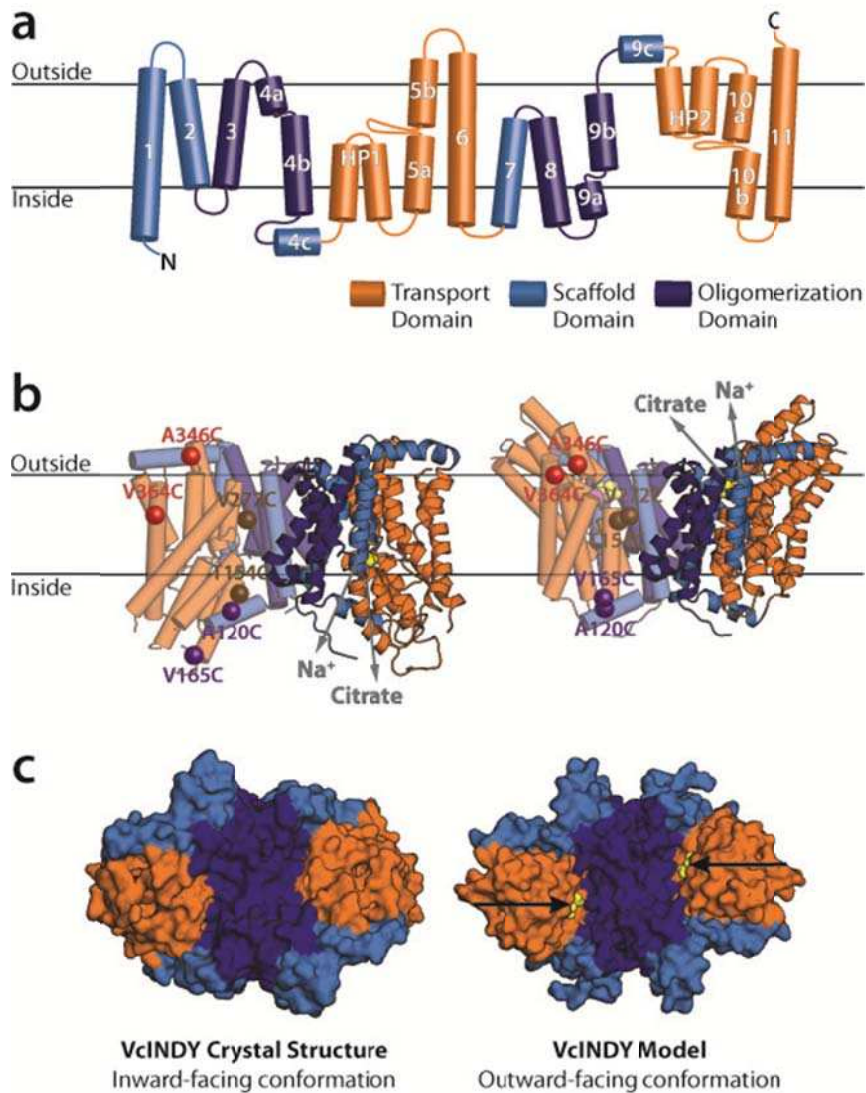 a
C
Outside
9c
5b
4a
10
a
1
2
3
6
HP2
11
4b
HP1
5a
7
8
9b
10
b
9a
Inside
4c
N
Transport
Domain
Scaffold
Domain
Oligomerization
Domain
b
Na⁺
Citrate
A346C
A346C
Outside
V364C
V364C
V272C
Inside
V165C
T154C
A120C
A120C
Na⁺
V165C
Citrate
c
VcINDY Crystal Structure
Inward-facing conformation
VcINDY Model
Outward-facing conformation